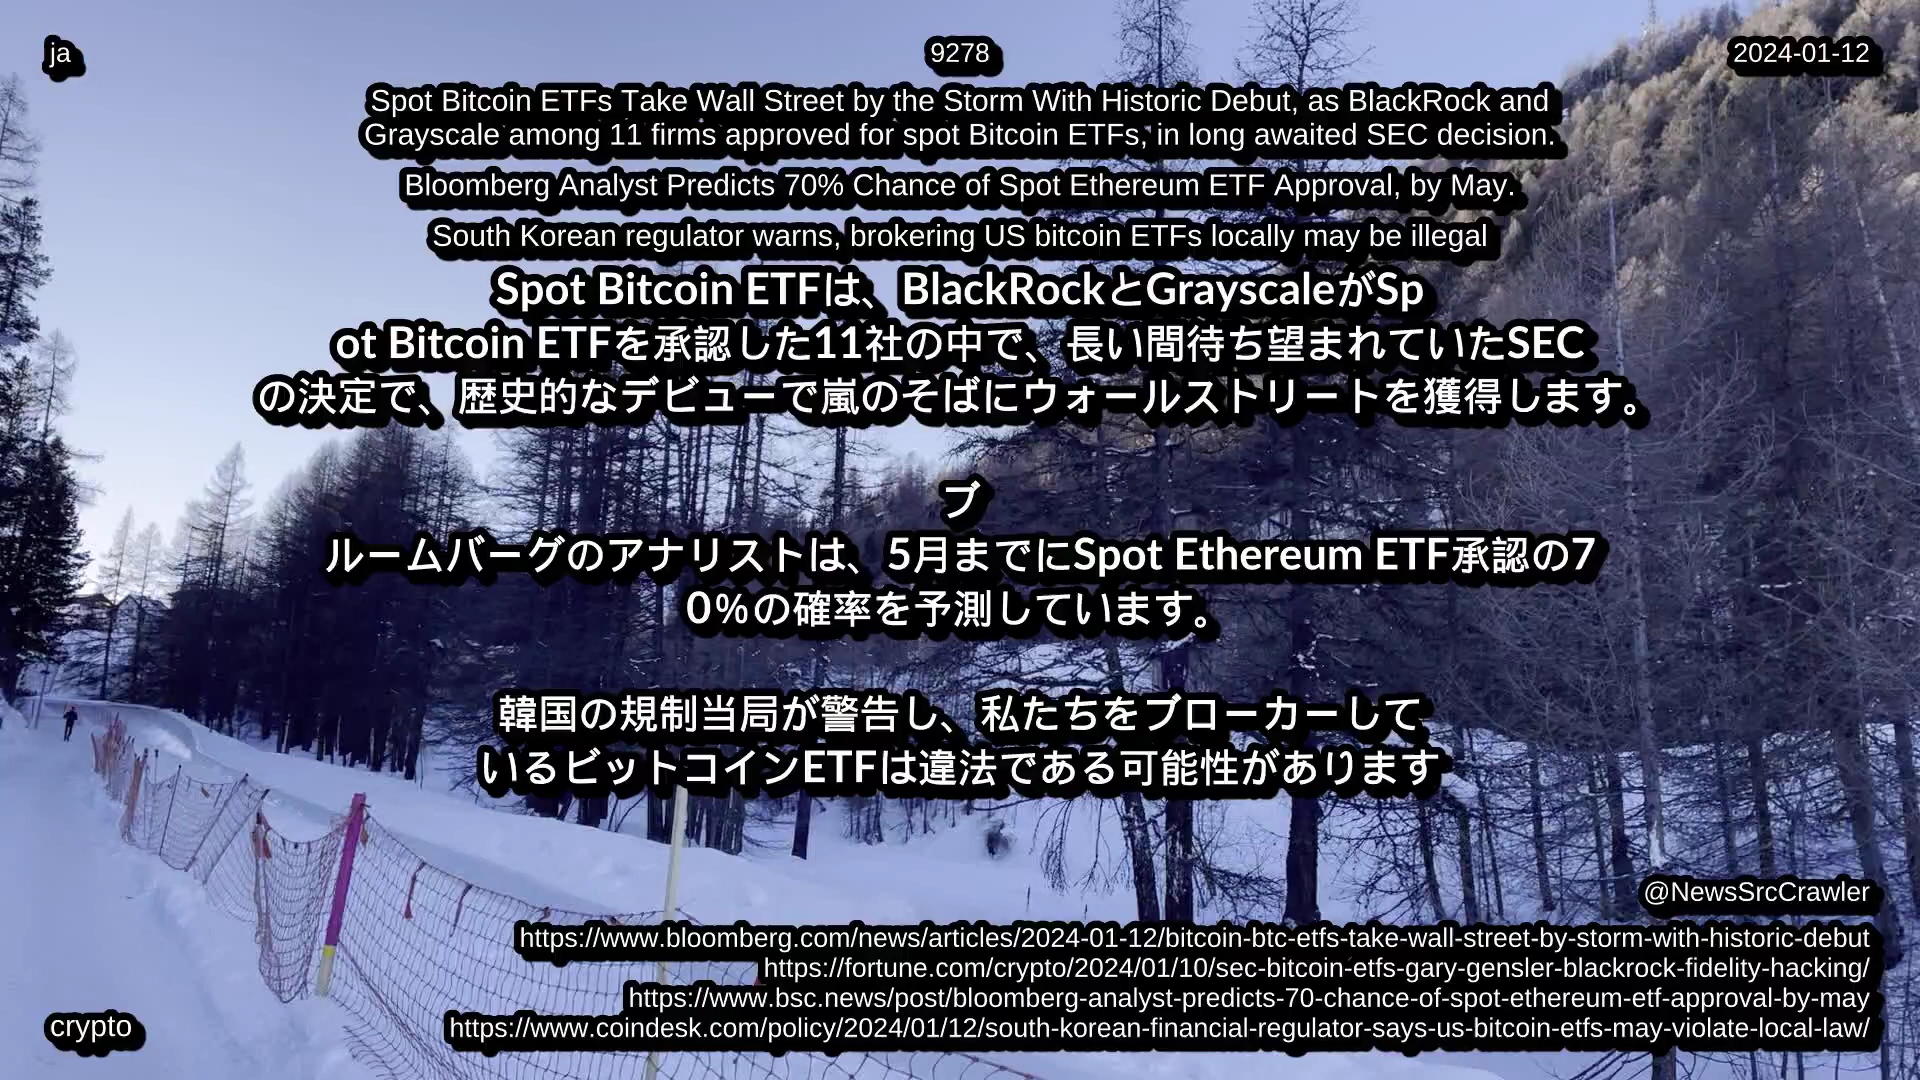 ja
9278
2024-01-12
Spot Bitcoin ETFs Take Wall Street by the Storm With Historic Debut, as BlackRock and
Grayscale among 11 firms approved for spot Bitcoin ETFs, in long awaited SEC decision.
Bloomberg Analyst Predicts 70% Chance of Spot Ethereum ETF Approval, by May.
South Korean regulator warns, brokering US bitcoin ETFs locally may be illegal
Spot Bitcoin ETFは、BlackRockとGrayscaleがSp
ot Bitcoin ETFを承認した11社の中で、長い間待ち望まれていたSEC
の決定で、歴史的なデビューで嵐のそばにウォールストリートを獲得します。
ブ
ルームバーグのアナリストは、5月までにSpot Ethereum ETF承認の7
0％の確率を予測しています。
韓国の規制当局が警告し、私たちをブローカーして
いるビットコインETFは違法である可能性があります
@NewsSrcCrawler
https://www.bloomberg.com/news/articles/2024-01-12/bitcoin-btc-etfs-take-wall-street-by-storm-with-historic-debut
https://fortune.com/crypto/2024/01/10/sec-bitcoin-etfs-gary-gensler-blackrock-fidelity-hacking/
https://www.bsc.news/post/bloomberg-analyst-predicts-70-chance-of-spot-ethereum-etf-approval-by-may
https://www.coindesk.com/policy/2024/01/12/south-korean-financial-regulator-says-us-bitcoin-etfs-may-violate-local-law/
crypto